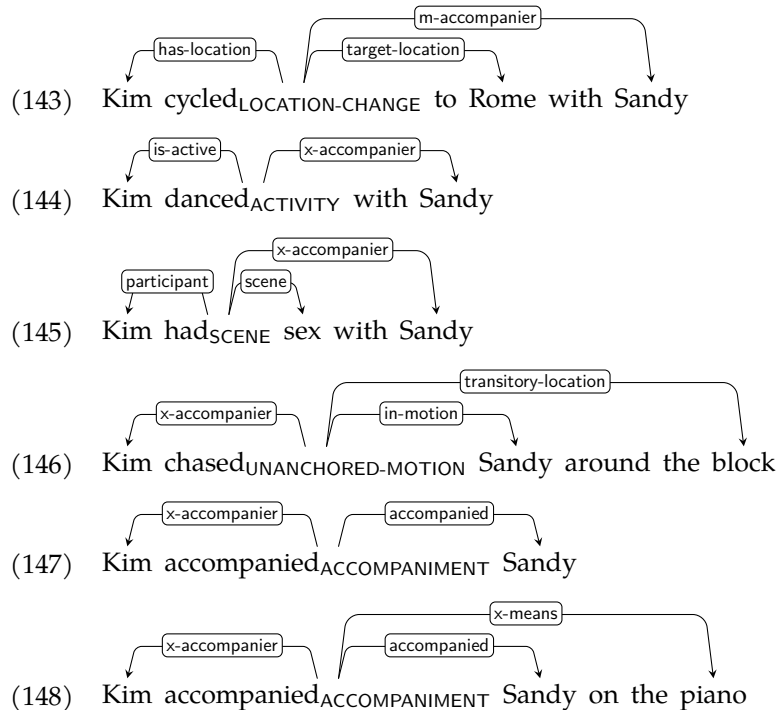 m-accompanier
has-location target-location
(143) Kim cycledLOCATION-CHANGE to Rome with Sandy
is-active x-accompanier
(144) Kim dancedACTIVITY with Sandy
x-accompanier
participant scene
(145) Kim hadSCENE sex with Sandy
transitory-location
x-accompanier in-motion
(146) Kim chasedUNANCHORED-MOTION Sandy around the block
x-accompanier accompanied
(147) Kim accompaniedACCOMPANIMENT Sandy
x-means
x-accompanier accompanied
(148) Kim accompaniedACCOMPANIMENT Sandy on the piano